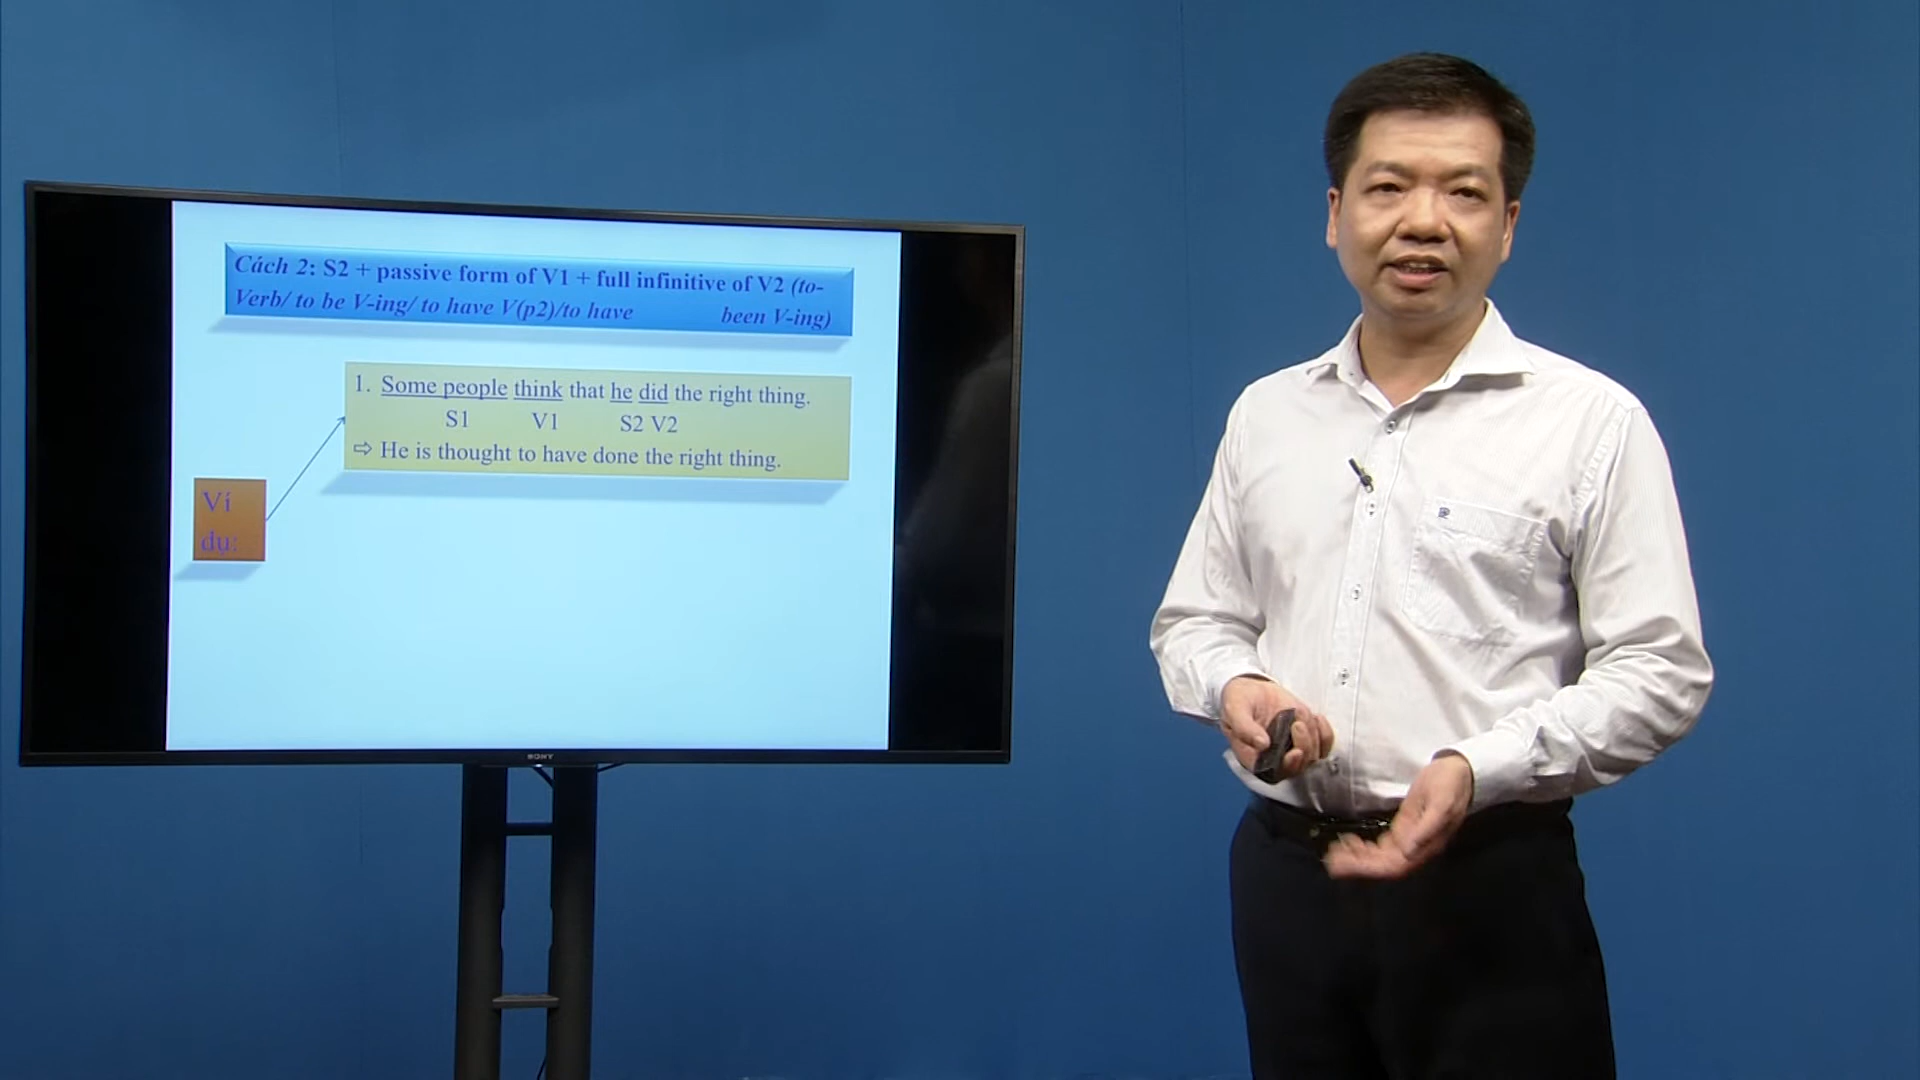 Cách 2: S2 + passive form of V1 + full infinitive of V2 (to-
Verb/ to be V-ing/ to have V(p2)/to have been V-ing)
1. Some people think that he did the right thing.
S1 V1 S2 V2
⇨ He is thought to have done the right thing.
Ví
dụ:
SONY